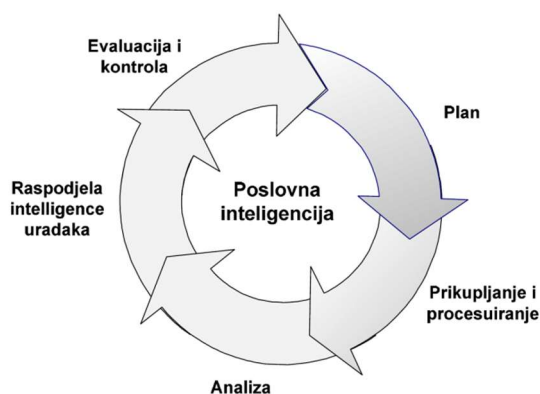 Evaluacija i
kontrola
Plan
Raspodjela
intelligence
uradaka
Poslovna
inteligencija
Prikupljanje i
procesuiranje
Analiza